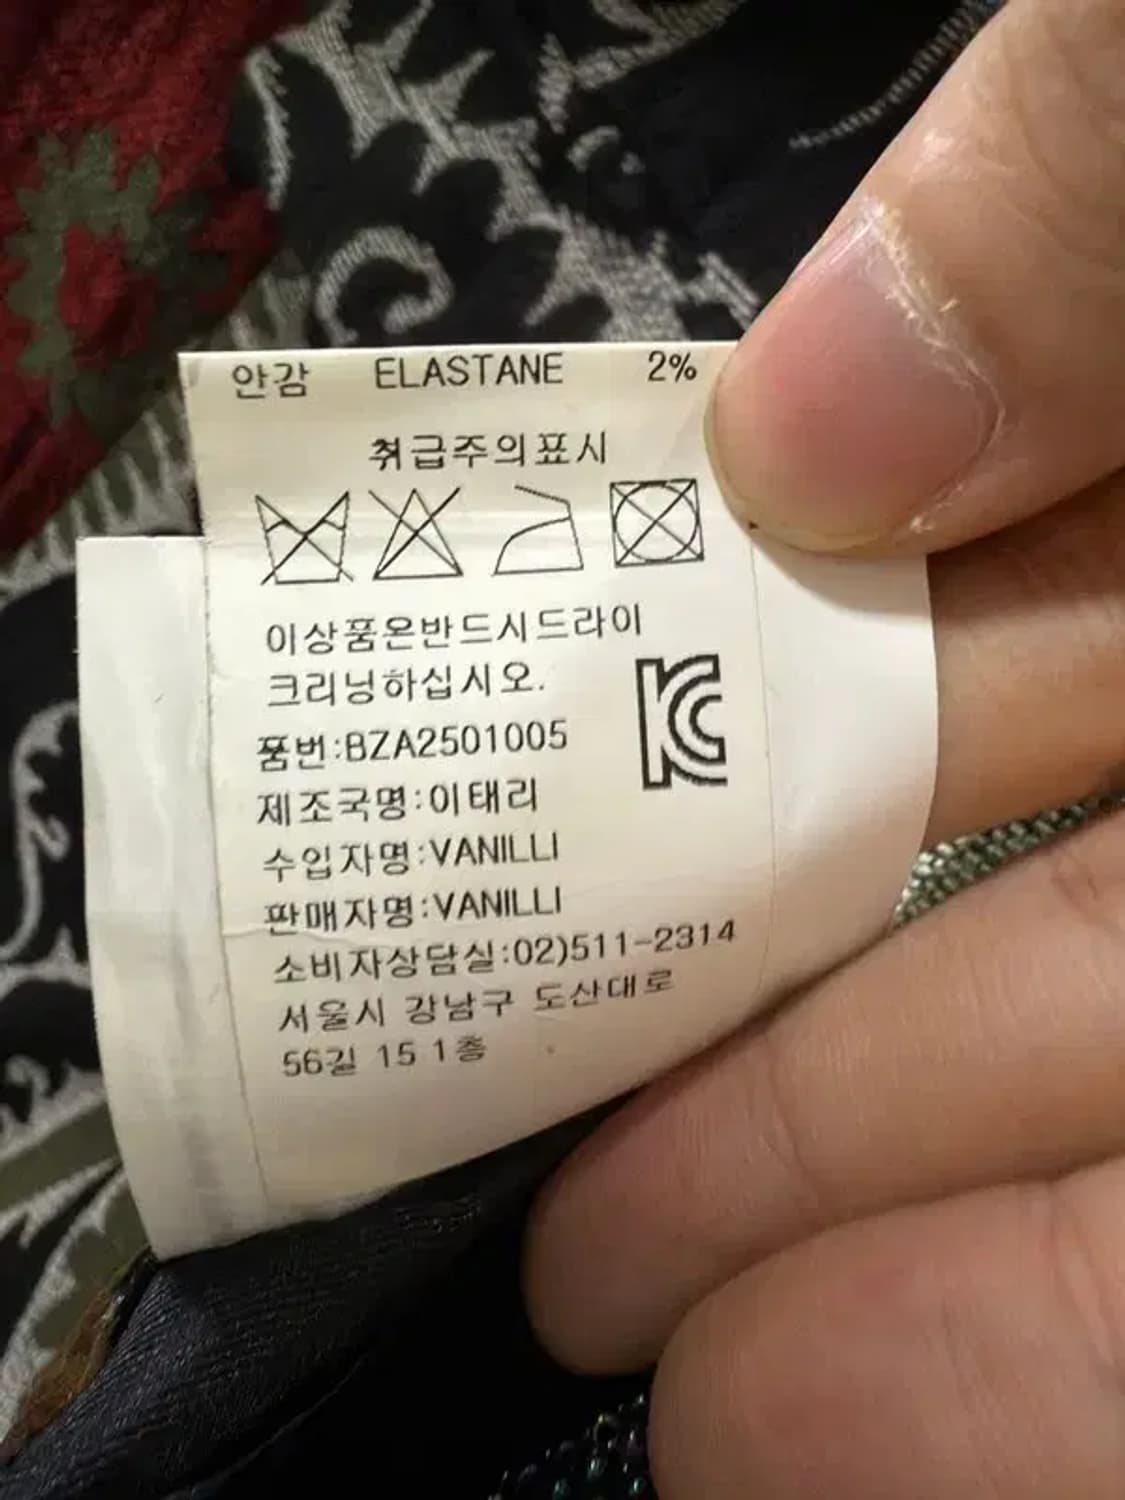 안감 ELASTANE 2%
취급주의표시
이상품온반드시드라이
크리닝하십시오.
KC
품번:BZA2501005
제조국명:이태리
수입자명:VANILLI
판매자명:VANILLI
소비자상담실:02)511-2314
서울시 강남구 도산대로
56길 15 1층